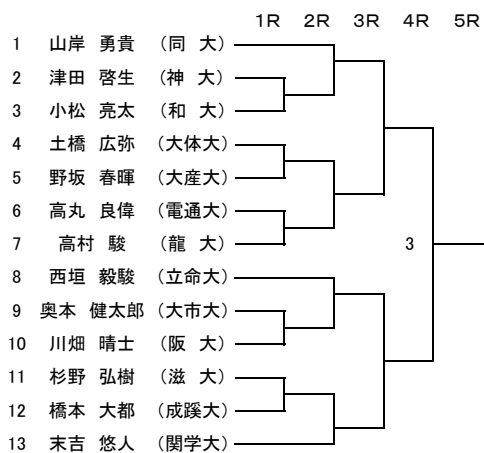 1R 2R 3R 4R 5R
1 山岸 勇貴 （同 大）
2 津田 啓生 （神 大）
3 小松 亮太 （和 大）
4 土橋 広弥 （大体大）
5 野坂 春暉 （大産大）
6 高丸 良偉 （電通大）
7 高村 駿 （龍 大）
3
8 西垣 毅駿 （立命大）
9 奥本 健太郎 （大市大）
10 川畑 晴士 （阪 大）
11 杉野 弘樹 （滋 大）
12 橋本 大都 （成蹊大）
13 末吉 悠人 （関学大）